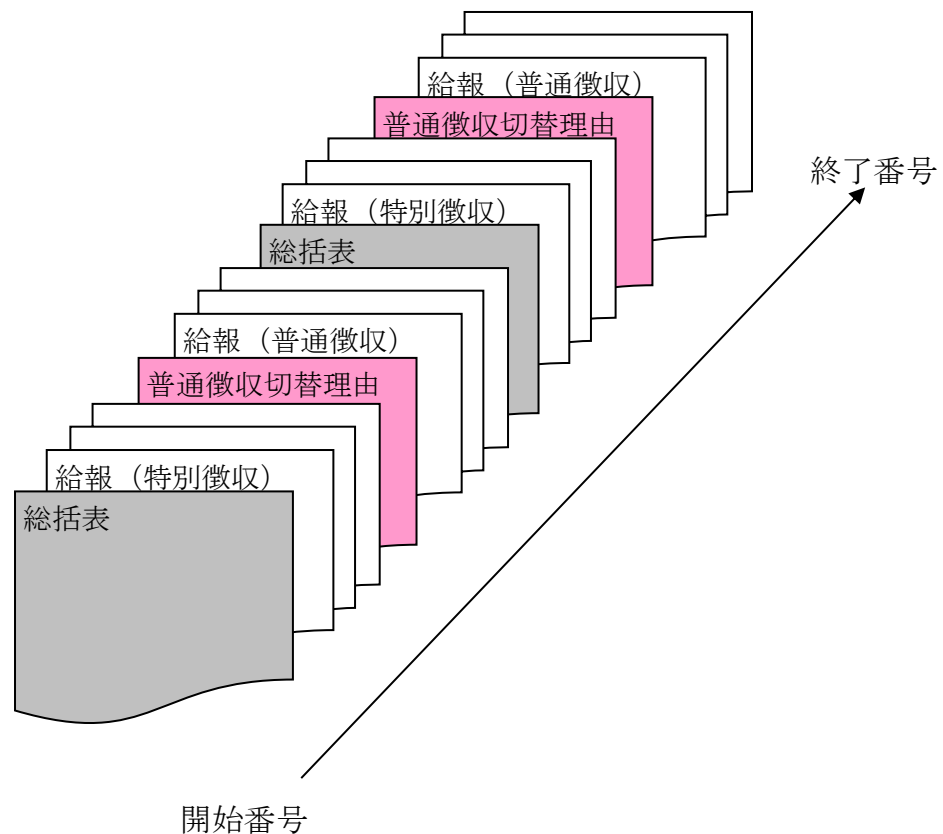 給報（普通徴収）
普通徴収切替理由
終了番号
給報（特別徴収）
総括表
給報（普通徴収）
普通徴収切替理由
給報（特別徴収）
総括表
開始番号